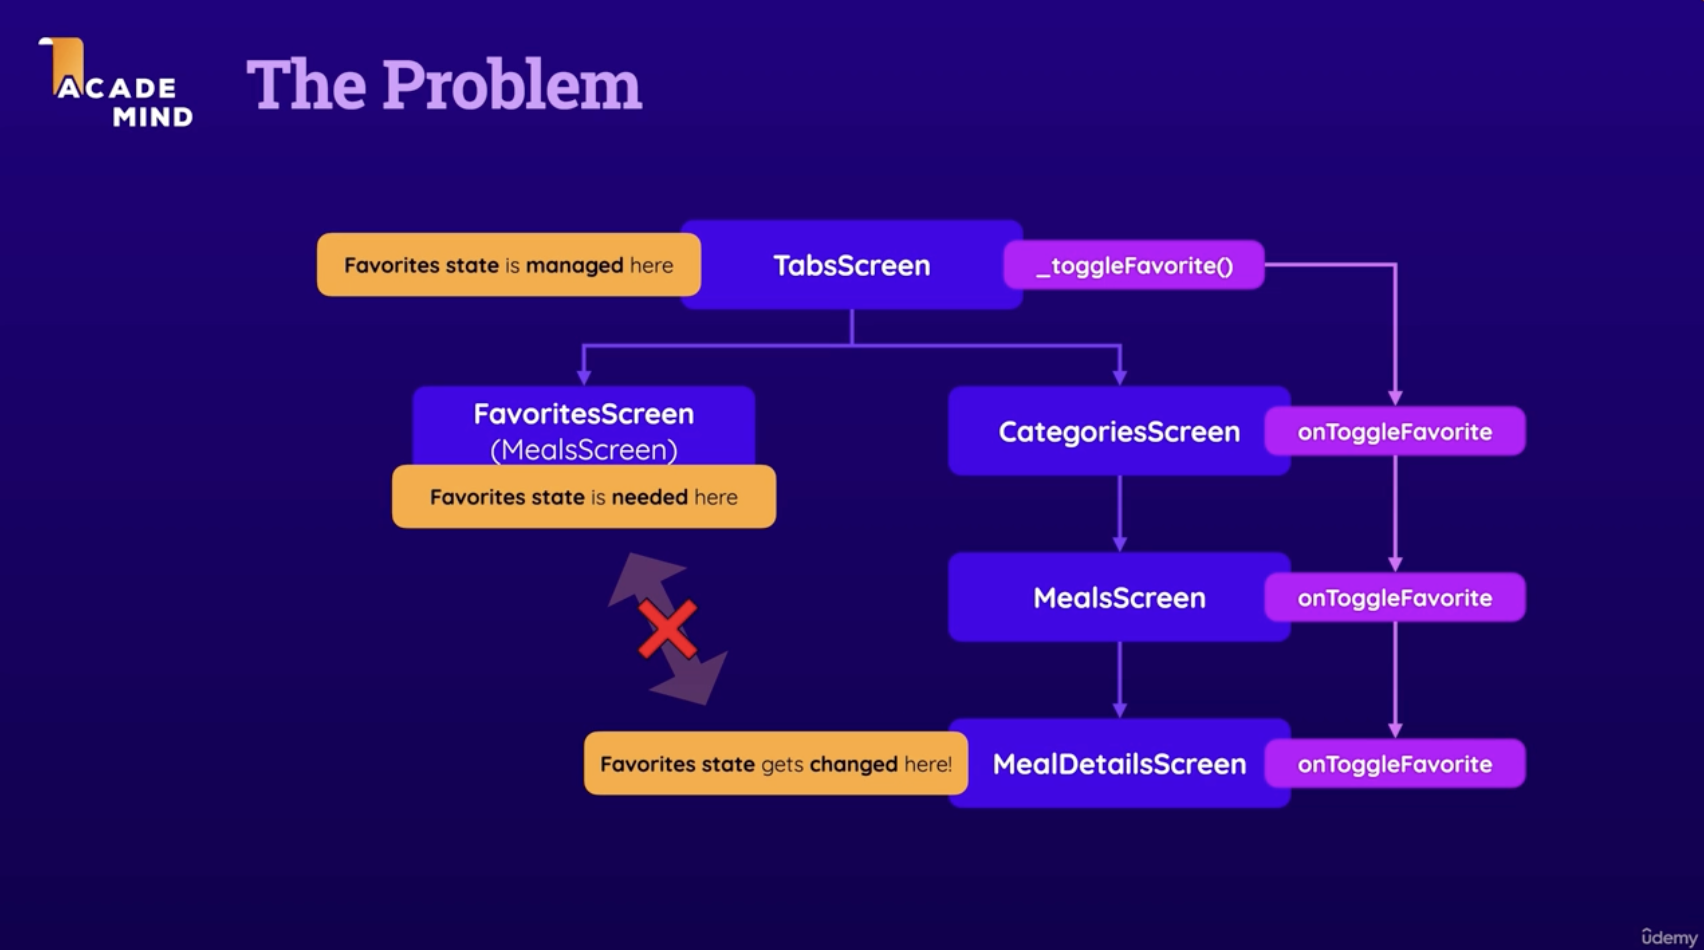 ACADE
MIND
The Problem
Favorites state is managed here
TabsScreen
_toggleFavorite()
FavoritesScreen
(MealsScreen)
Favorites state is needed here
CategoriesScreen
onToggleFavorite
MealsScreen
onToggleFavorite
Favorites state gets changed here!
MealDetailsScreen
onToggleFavorite
ûdemy